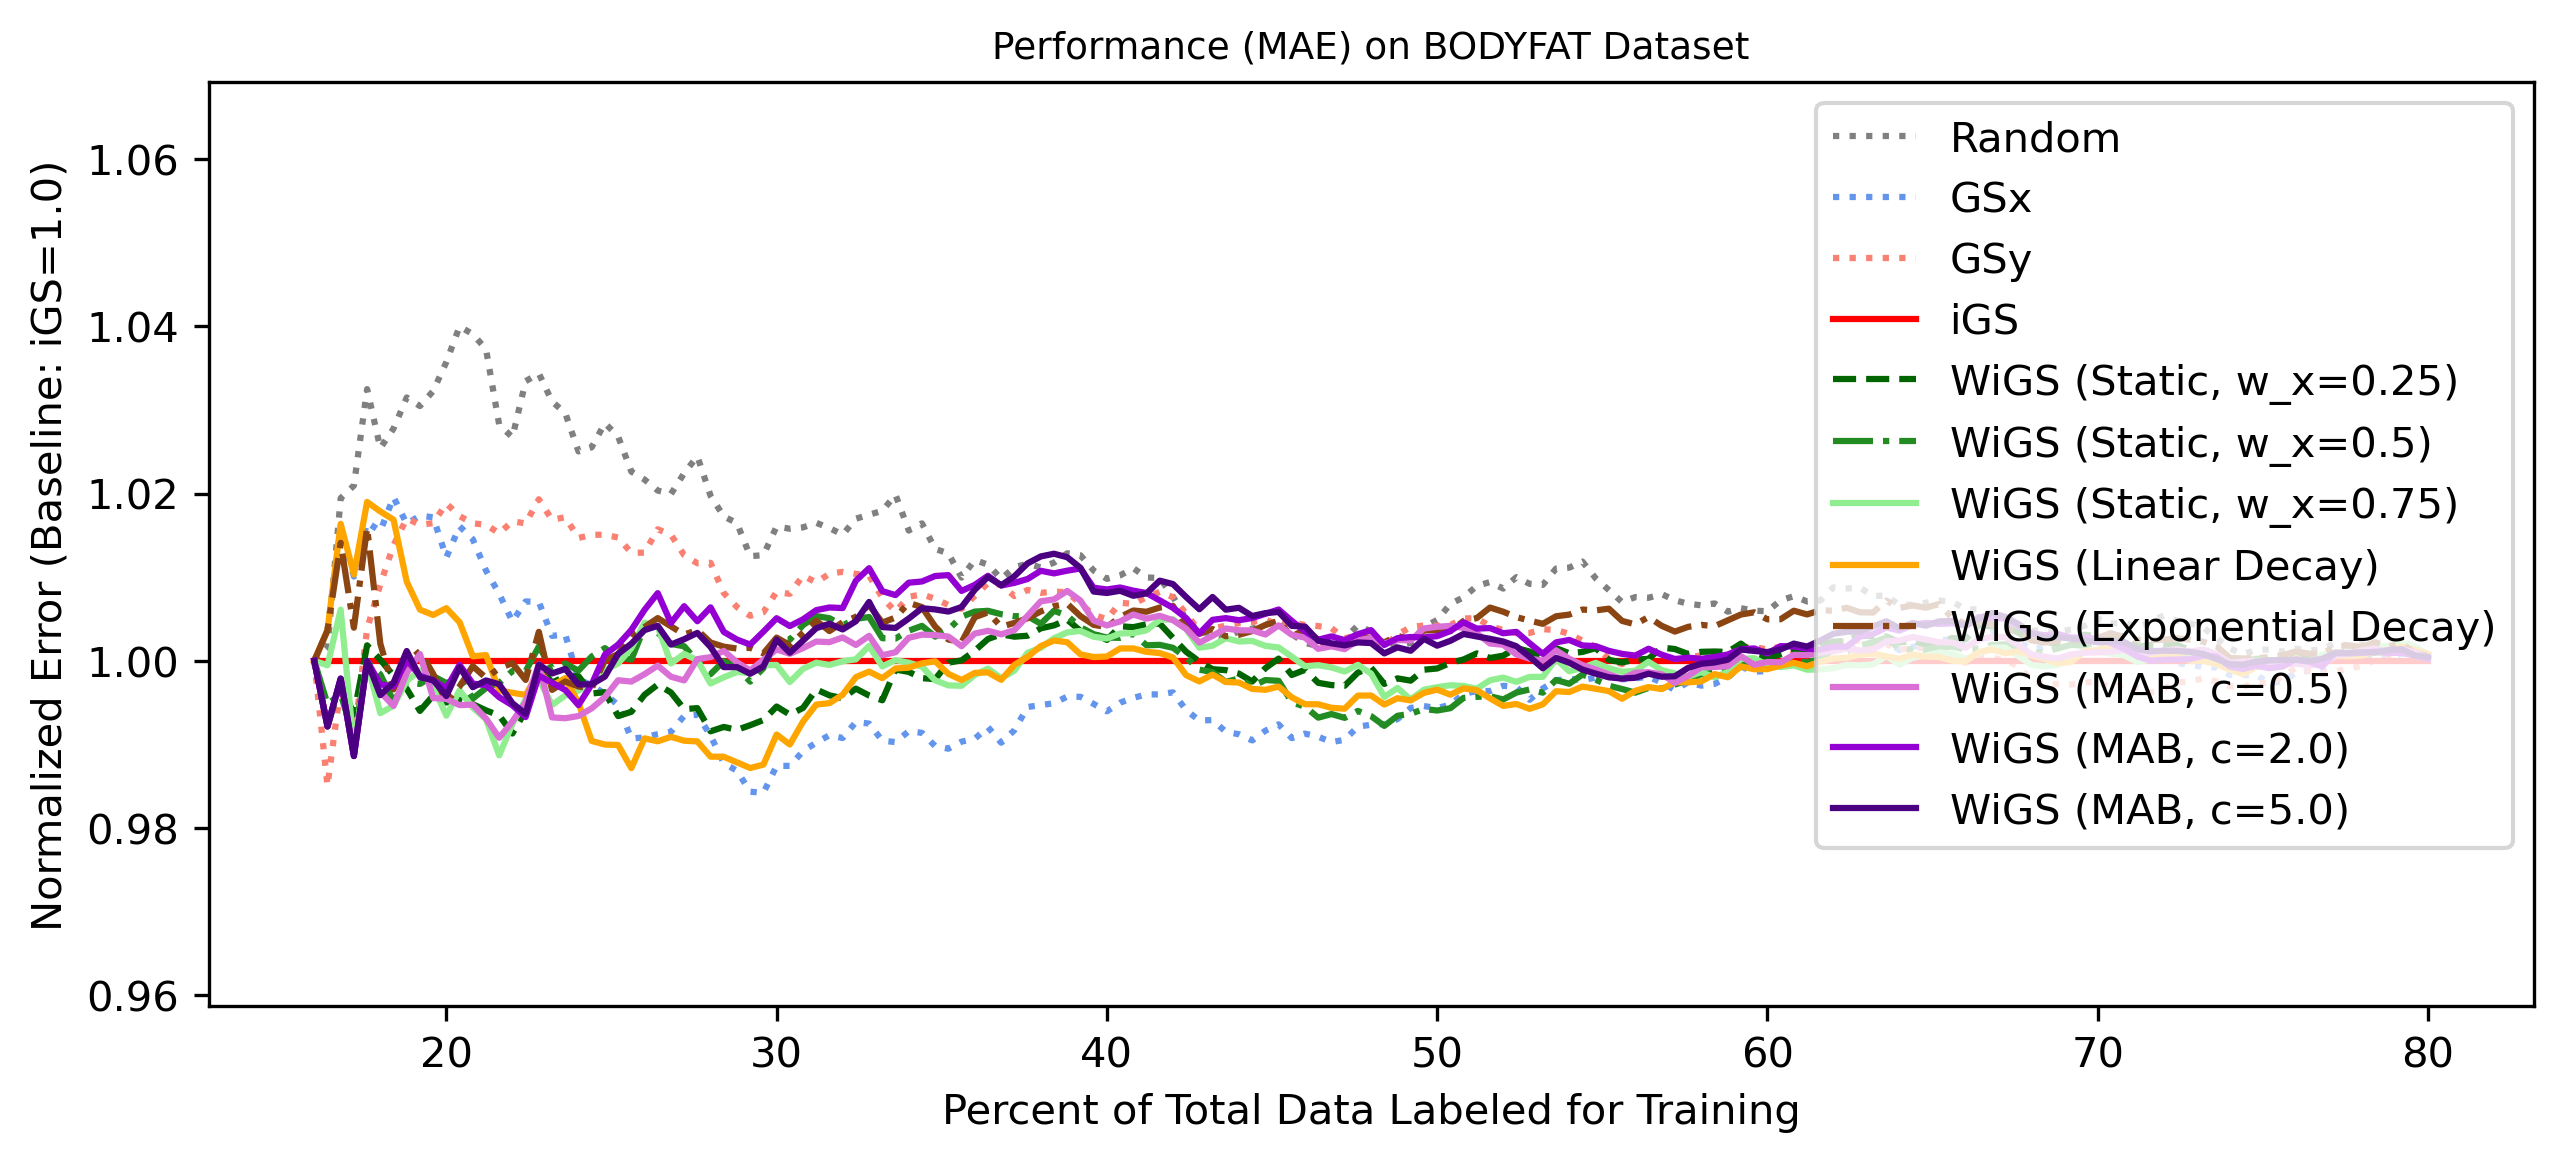 Performance (MAE) on BODYFAT Dataset
Normalized Error (Baseline: iGS=1.0)
1.06
1.04
1.02
1.00
0.98
0.96
Random
GSx
GSy
iGS
WiGS (Static, w_x=0.25)
WiGS (Static, w_x=0.5)
WiGS (Static, w_x=0.75)
WiGS (Linear Decay)
WiGS (Exponential Decay)
WiGS (MAB, c=0.5)
WiGS (MAB, c=2.0)
WiGS (MAB, c=5.0)
20 30 40 50 60 70 80
Percent of Total Data Labeled for Training